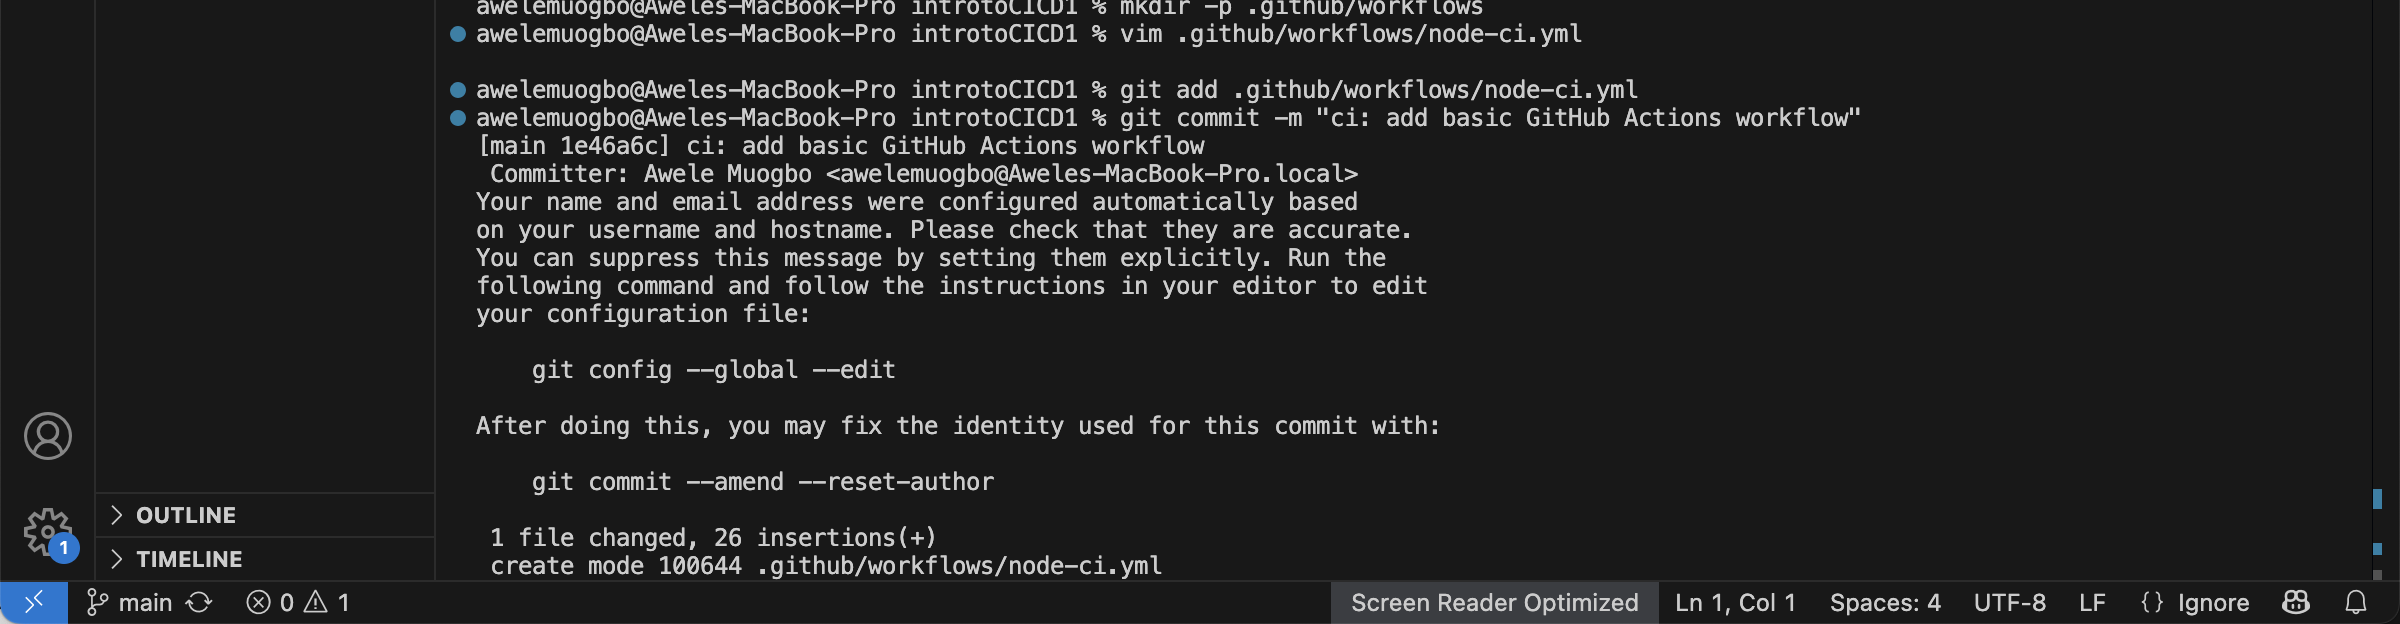 awelemuogbo@Aweles-MacBook-Pro introtoCICD1 % mkdir -p .github/workflows
awelemuogbo@Aweles-MacBook-Pro introtoCICD1 % vim .github/workflows/node-ci.yml
awelemuogbo@Aweles-MacBook-Pro introtoCICD1 % git add .github/workflows/node-ci.yml
awelemuogbo@Aweles-MacBook-Pro introtoCICD1 % git commit -m "ci: add basic GitHub Actions workflow"
[main 1e46a6c] ci: add basic GitHub Actions workflow
Committer: Awele Muogbo <awelemuogbo@Aweles-MacBook-Pro.local>
Your name and email address were configured automatically based
on your username and hostname. Please check that they are accurate.
You can suppress this message by setting them explicitly. Run the
following command and follow the instructions in your editor to edit
your configuration file:
git config --global --edit
After doing this, you may fix the identity used for this commit with:
git commit --amend --reset-author
1 file changed, 26 insertions(+)
create mode 100644 .github/workflows/node-ci.yml
1
OUTLINE
TIMELINE
main 0 1 Screen Reader Optimized Ln 1, Col 1 Spaces: 4 UTF-8 LF {} Ignore